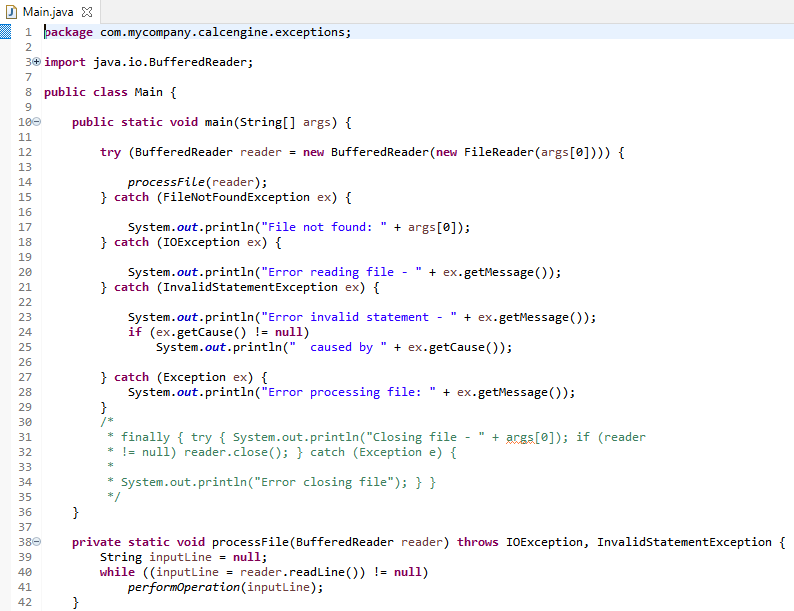 Main.java
1 package com.mycompany.calcengine.exceptions;
2
3 import java.io.BufferedReader;
7
8 public class Main {
9
10     public static void main(String[] args) {
11
12         try (BufferedReader reader = new BufferedReader(new FileReader(args[0]))) {
13
14             processFile(reader);
15         } catch (FileNotFoundException ex) {
16
17             System.out.println("File not found: " + args[0]);
18         } catch (IOException ex) {
19
20             System.out.println("Error reading file - " + ex.getMessage());
21         } catch (InvalidStatementException ex) {
22
23             System.out.println("Error invalid statement - " + ex.getMessage());
24             if (ex.getCause() != null)
25                 System.out.println("  caused by " + ex.getCause());
26
27         } catch (Exception ex) {
28             System.out.println("Error processing file: " + ex.getMessage());
29         }
30         /*
31          * finally { try { System.out.println("Closing file - " + args[0]); if (reader
32          * != null) reader.close(); } catch (Exception e) {
33          *
34          * System.out.println("Error closing file"); } }
35          */
36     }
37
38     private static void processFile(BufferedReader reader) throws IOException, InvalidStatementException {
39         String inputLine = null;
40         while ((inputLine = reader.readLine()) != null)
41             performOperation(inputLine);
42     }